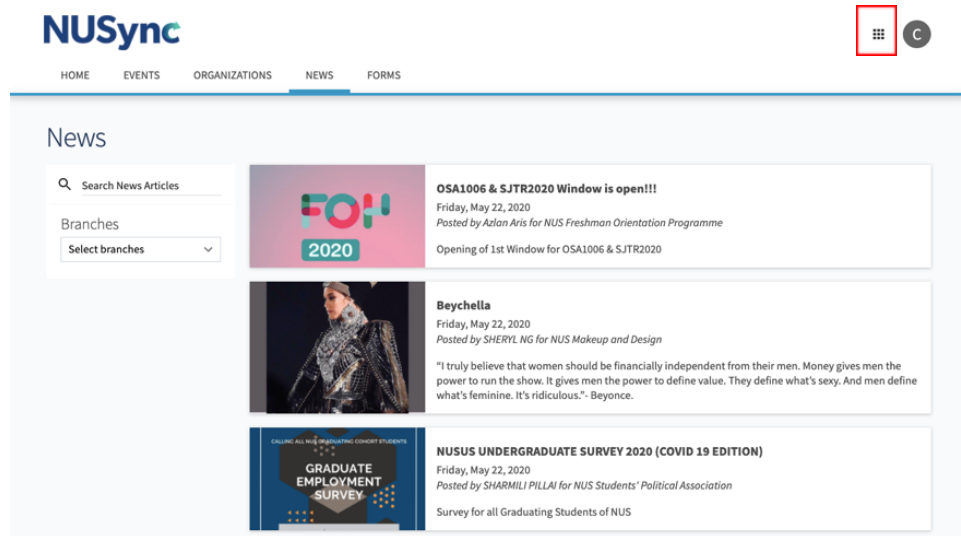 NUSync
C
HOME EVENTS ORGANIZATIONS NEWS FORMS
News
Search News Articles
Branches
Select branches
FOH
2020
OSA1006 & SJTR2020 Window is open!!!
Friday, May 22, 2020
Posted by Azlan Aris for NUS Freshman Orientation Programme
Opening of 1st Window for OSA1006 & SJTR2020
Beychella
Friday, May 22, 2020
Posted by SHERYL NG for NUS Makeup and Design
“I truly believe that women should be financially independent from their men. Money gives men the
power to run the show. It gives men the power to define value. They define what’s sexy. And men define
what’s feminine. It’s ridiculous.”- Beyonce.
CALLING ALL NUS GRADUATING COHORT STUDENTS
GRADUATE
EMPLOYMENT
SURVEY
NUSUS UNDERGRADUATE SURVEY 2020 (COVID 19 EDITION)
Friday, May 22, 2020
Posted by SHARMILI PILLAI for NUS Students' Political Association
Survey for all Graduating Students of NUS